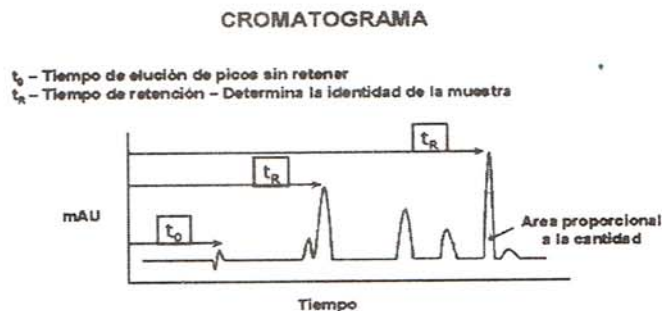 CROMATOGRAMA
t₀ – Tiempo de elución de picos sin retener
tR – Tiempo de retención – Determina la identidad de la muestra
tR
tR
mAU
t₀
Area proporcional
a la cantidad
Tiempo